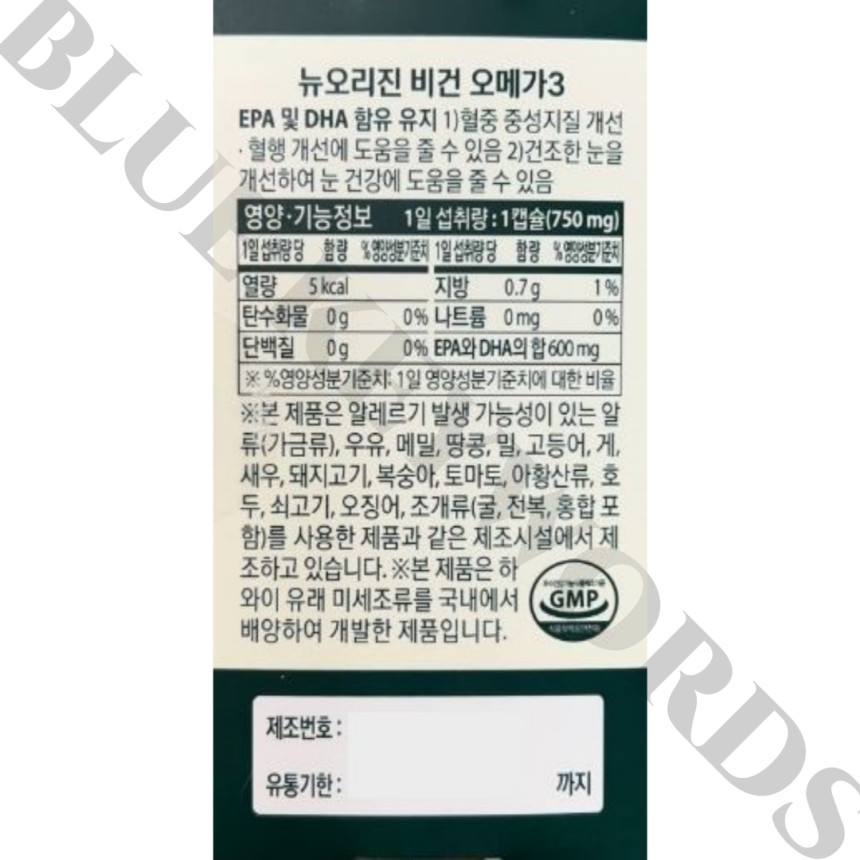 뉴오리진 비건 오메가3
EPA 및 DHA 함유 유지 1)혈중 중성지질 개선
· 혈행 개선에 도움을 줄 수 있음 2)건조한 눈을
개선하여 눈 건강에 도움을 줄 수 있음
영양·기능정보 1일 섭취량 : 1캡슐(750 mg)
1일 섭취량 당 함량 % 영양성분기준치 1일 섭취량 당 함량 % 영양성분기준치
열량 5 kcal 지방 0.7 g 1%
탄수화물 0 g 0% 나트륨 0 mg 0%
단백질 0 g 0% EPA와 DHA의 합 600 mg
※ %영양성분기준치: 1일 영양성분기준치에 대한 비율
※본 제품은 알레르기 발생 가능성이 있는 알
류(가금류), 우유, 메밀, 땅콩, 밀, 고등어, 게,
새우, 돼지고기, 복숭아, 토마토, 아황산류, 호
두, 쇠고기, 오징어, 조개류(굴, 전복, 홍합 포
함)를 사용한 제품과 같은 제조시설에서 제
조하고 있습니다. ※본 제품은 하
와이 유래 미세조류를 국내에서
배양하여 개발한 제품입니다.
GMP
제조번호 :
유통기한 : 까지
BLUE KEYWORDS